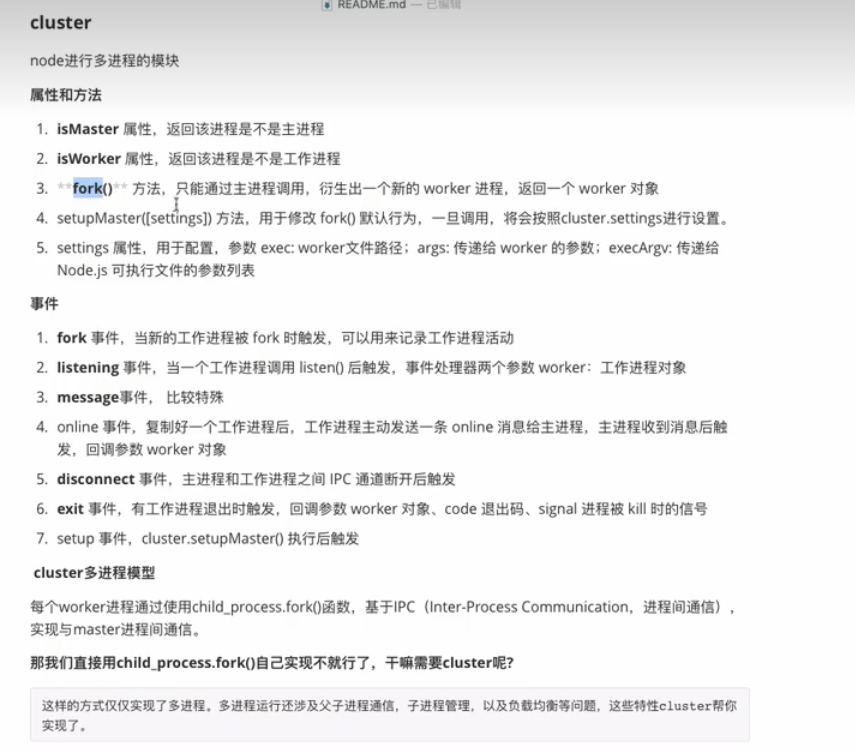 README.md — 已编辑
cluster
node进行多进程的模块
属性和方法
1. isMaster 属性，返回该进程是不是主进程
2. isWorker 属性，返回该进程是不是工作进程
3. **fork()** 方法，只能通过主进程调用，衍生出一个新的 worker 进程，返回一个 worker 对象
4. setupMaster([settings]) 方法，用于修改 fork() 默认行为，一旦调用，将会按照cluster.settings进行设置。
5. settings 属性，用于配置，参数 exec: worker文件路径；args: 传递给 worker 的参数；execArgv: 传递给
Node.js 可执行文件的参数列表
事件
1. fork 事件，当新的工作进程被 fork 时触发，可以用来记录工作进程活动
2. listening 事件，当一个工作进程调用 listen() 后触发，事件处理器两个参数 worker：工作进程对象
3. message事件， 比较特殊
4. online 事件，复制好一个工作进程后，工作进程主动发送一条 online 消息给主进程，主进程收到消息后触
发，回调参数 worker 对象
5. disconnect 事件，主进程和工作进程之间 IPC 通道断开后触发
6. exit 事件，有工作进程退出时触发，回调参数 worker 对象、code 退出码、signal 进程被 kill 时的信号
7. setup 事件，cluster.setupMaster() 执行后触发
cluster多进程模型
每个worker进程通过使用child_process.fork()函数，基于IPC（Inter-Process Communication，进程间通信），
实现与master进程间通信。
那我们直接用child_process.fork()自己实现不就行了，干嘛需要cluster呢?
这样的方式仅仅实现了多进程。多进程运行还涉及父子进程通信，子进程管理，以及负载均衡等问题，这些特性cluster帮你
实现了。